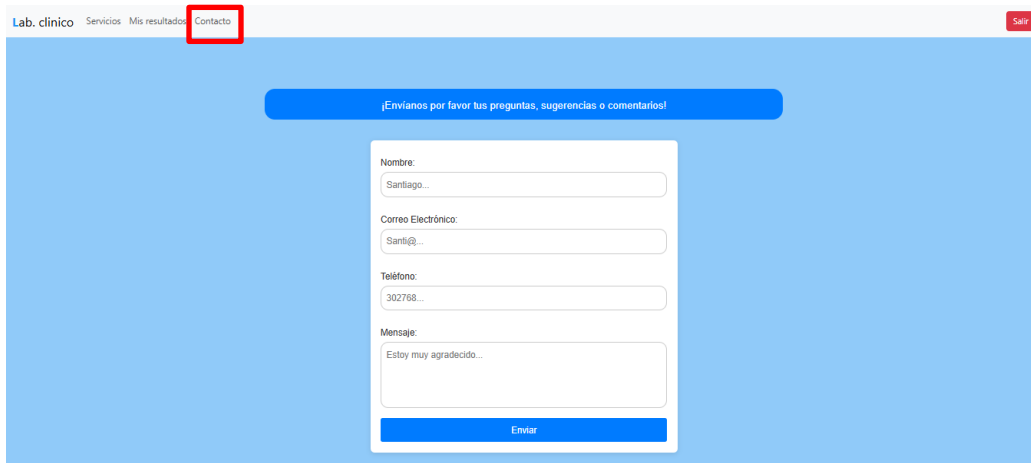 Lab. clinico Servicios Mis resultados Contacto Salir
¡Envíanos por favor tus preguntas, sugerencias o comentarios!
Nombre:
Santiago...
Correo Electrónico:
Santi@...
Teléfono:
302768...
Mensaje:
Estoy muy agradecido...
Enviar